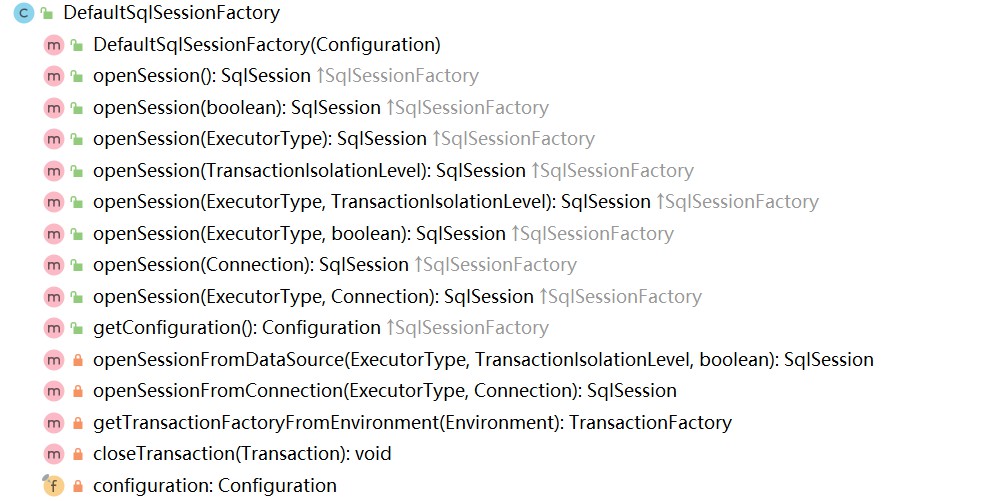 DefaultSqlSessionFactory
DefaultSqlSessionFactory(Configuration)
openSession(): SqlSession ↑SqlSessionFactory
openSession(boolean): SqlSession ↑SqlSessionFactory
openSession(ExecutorType): SqlSession ↑SqlSessionFactory
openSession(TransactionIsolationLevel): SqlSession ↑SqlSessionFactory
openSession(ExecutorType, TransactionIsolationLevel): SqlSession ↑SqlSessionFactory
openSession(ExecutorType, boolean): SqlSession ↑SqlSessionFactory
openSession(Connection): SqlSession ↑SqlSessionFactory
openSession(ExecutorType, Connection): SqlSession ↑SqlSessionFactory
getConfiguration(): Configuration ↑SqlSessionFactory
openSessionFromDataSource(ExecutorType, TransactionIsolationLevel, boolean): SqlSession
openSessionFromConnection(ExecutorType, Connection): SqlSession
getTransactionFactoryFromEnvironment(Environment): TransactionFactory
closeTransaction(Transaction): void
configuration: Configuration